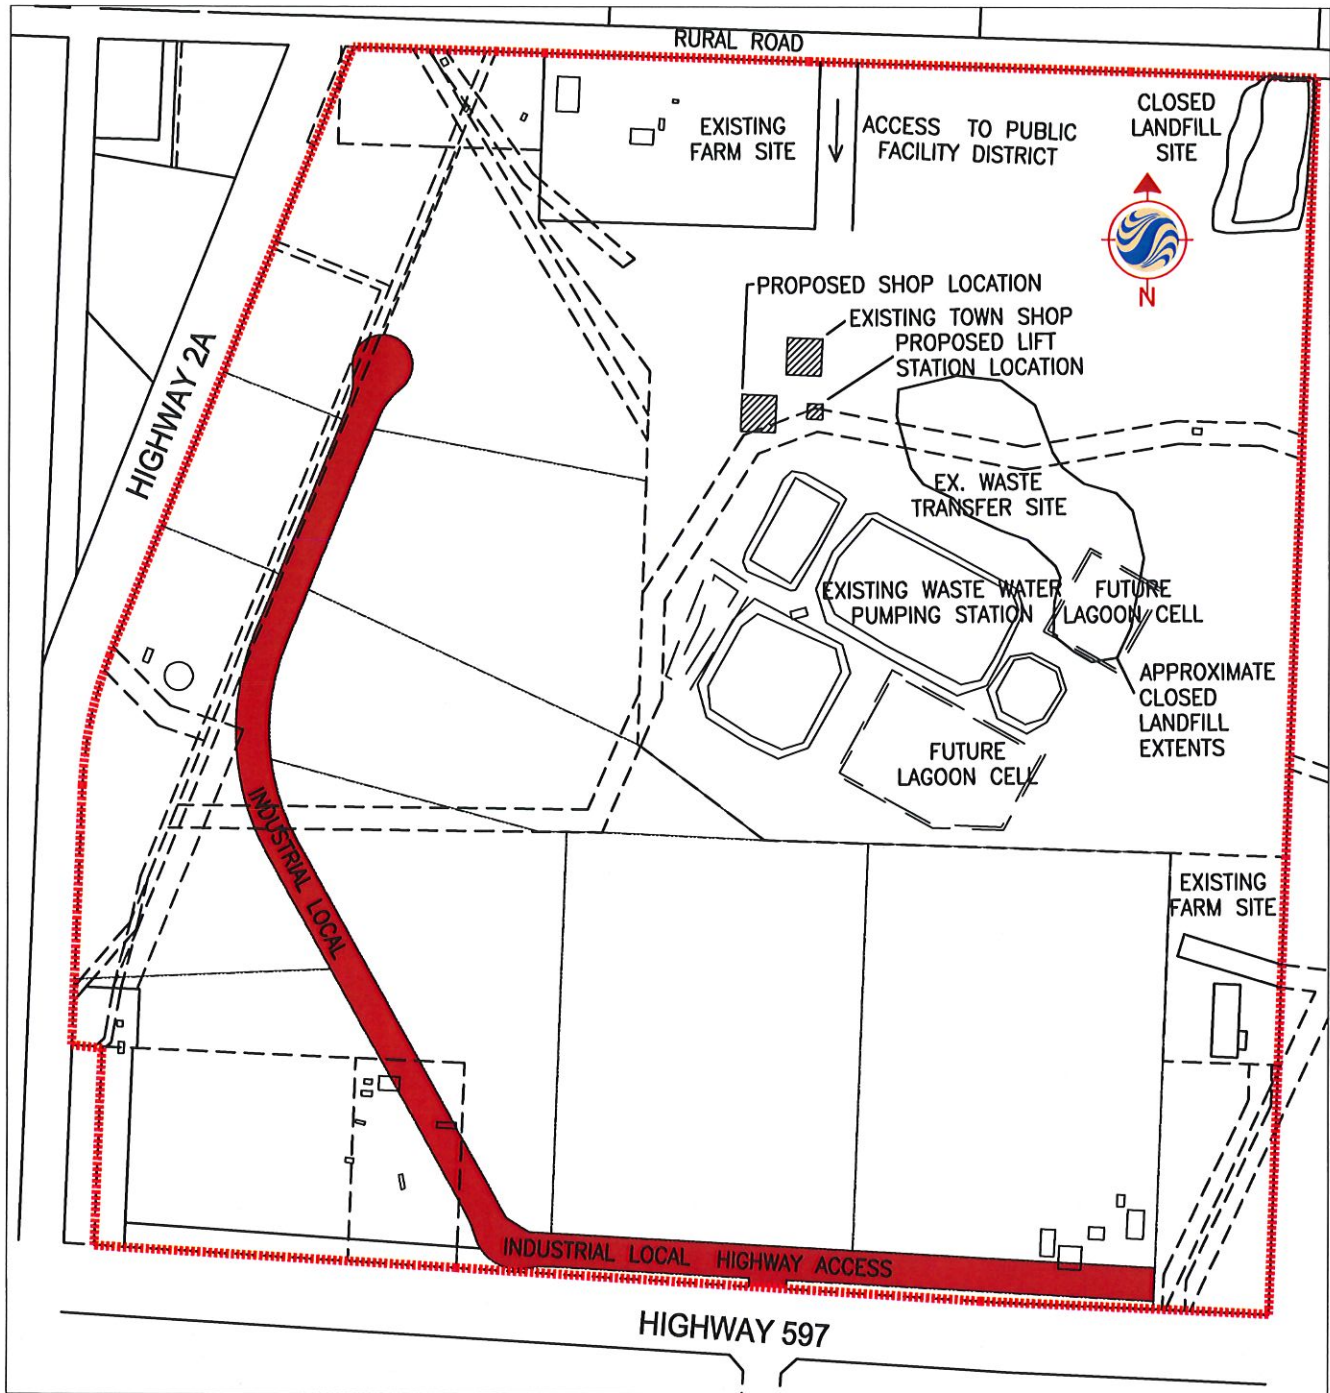 RURAL ROAD
CLOSED
LANDFILL
SITE
EXISTING
FARM SITE
ACCESS TO PUBLIC
FACILITY DISTRICT
N
PROPOSED SHOP LOCATION
EXISTING TOWN SHOP
PROPOSED LIFT
STATION LOCATION
HIGHWAY 2A
EX. WASTE
TRANSFER SITE
EXISTING WASTE WATER
PUMPING STATION
FUTURE
LAGOON CELL
APPROXIMATE
CLOSED
LANDFILL
EXTENTS
FUTURE
LAGOON CELL
INDUSTRIAL LOCAL
EXISTING
FARM SITE
INDUSTRIAL LOCAL HIGHWAY ACCESS
HIGHWAY 597